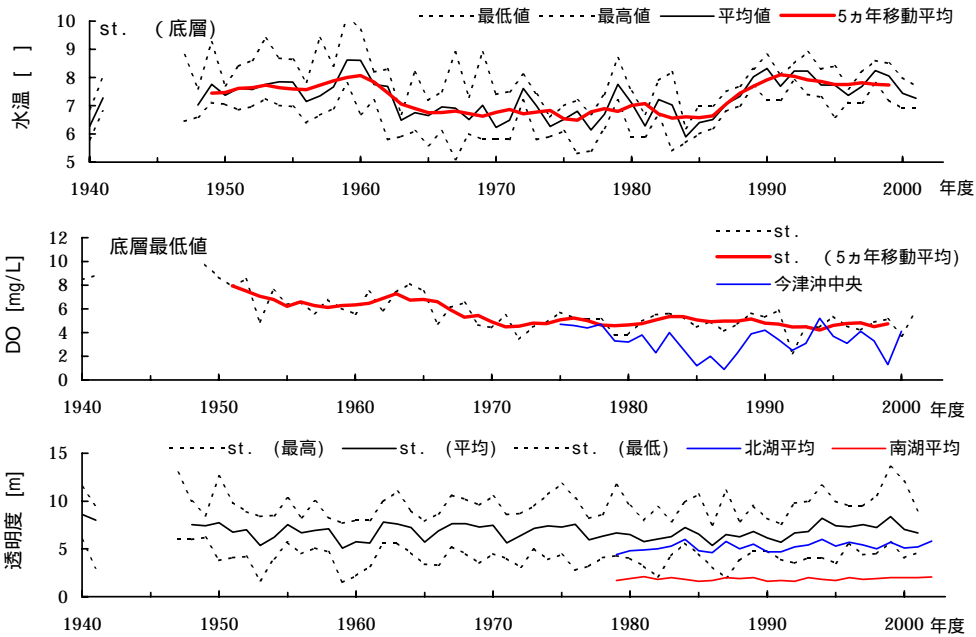 最低値 最高値 平均値 5ヵ年移動平均
st. (底層)
水温 [ ]
10
9
8
7
6
5
1940 1950 1960 1970 1980 1990 2000 年度
底層最低値
st.
st. (5ヵ年移動平均)
今津沖中央
DO [mg/L]
12
10
8
6
4
2
0
1940 1950 1960 1970 1980 1990 2000 年度
st. (最高) st. (平均) st. (最低) 北湖平均 南湖平均
透明度 [m]
15
10
5
0
1940 1950 1960 1970 1980 1990 2000 年度